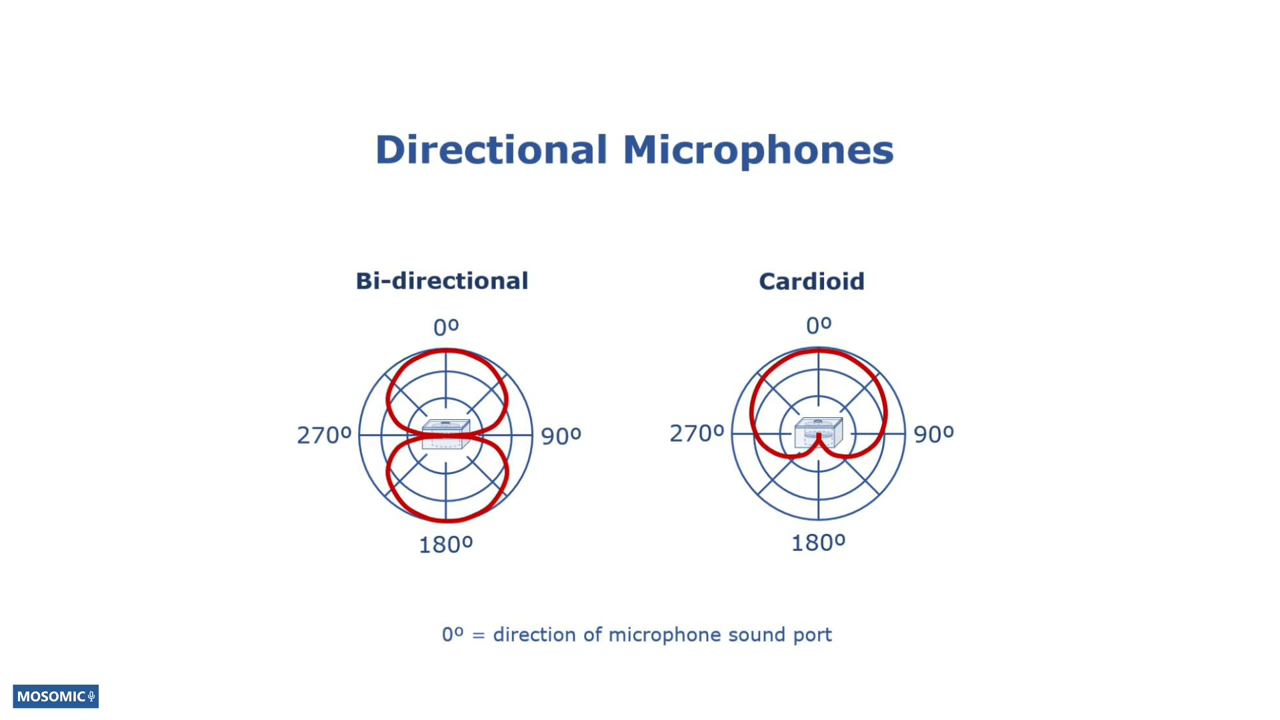 Directional Microphones
Bi-directional
Cardioid
0º
0º
270º
90º
270º
90º
180º
180º
0º = direction of microphone sound port
MOSOMIC